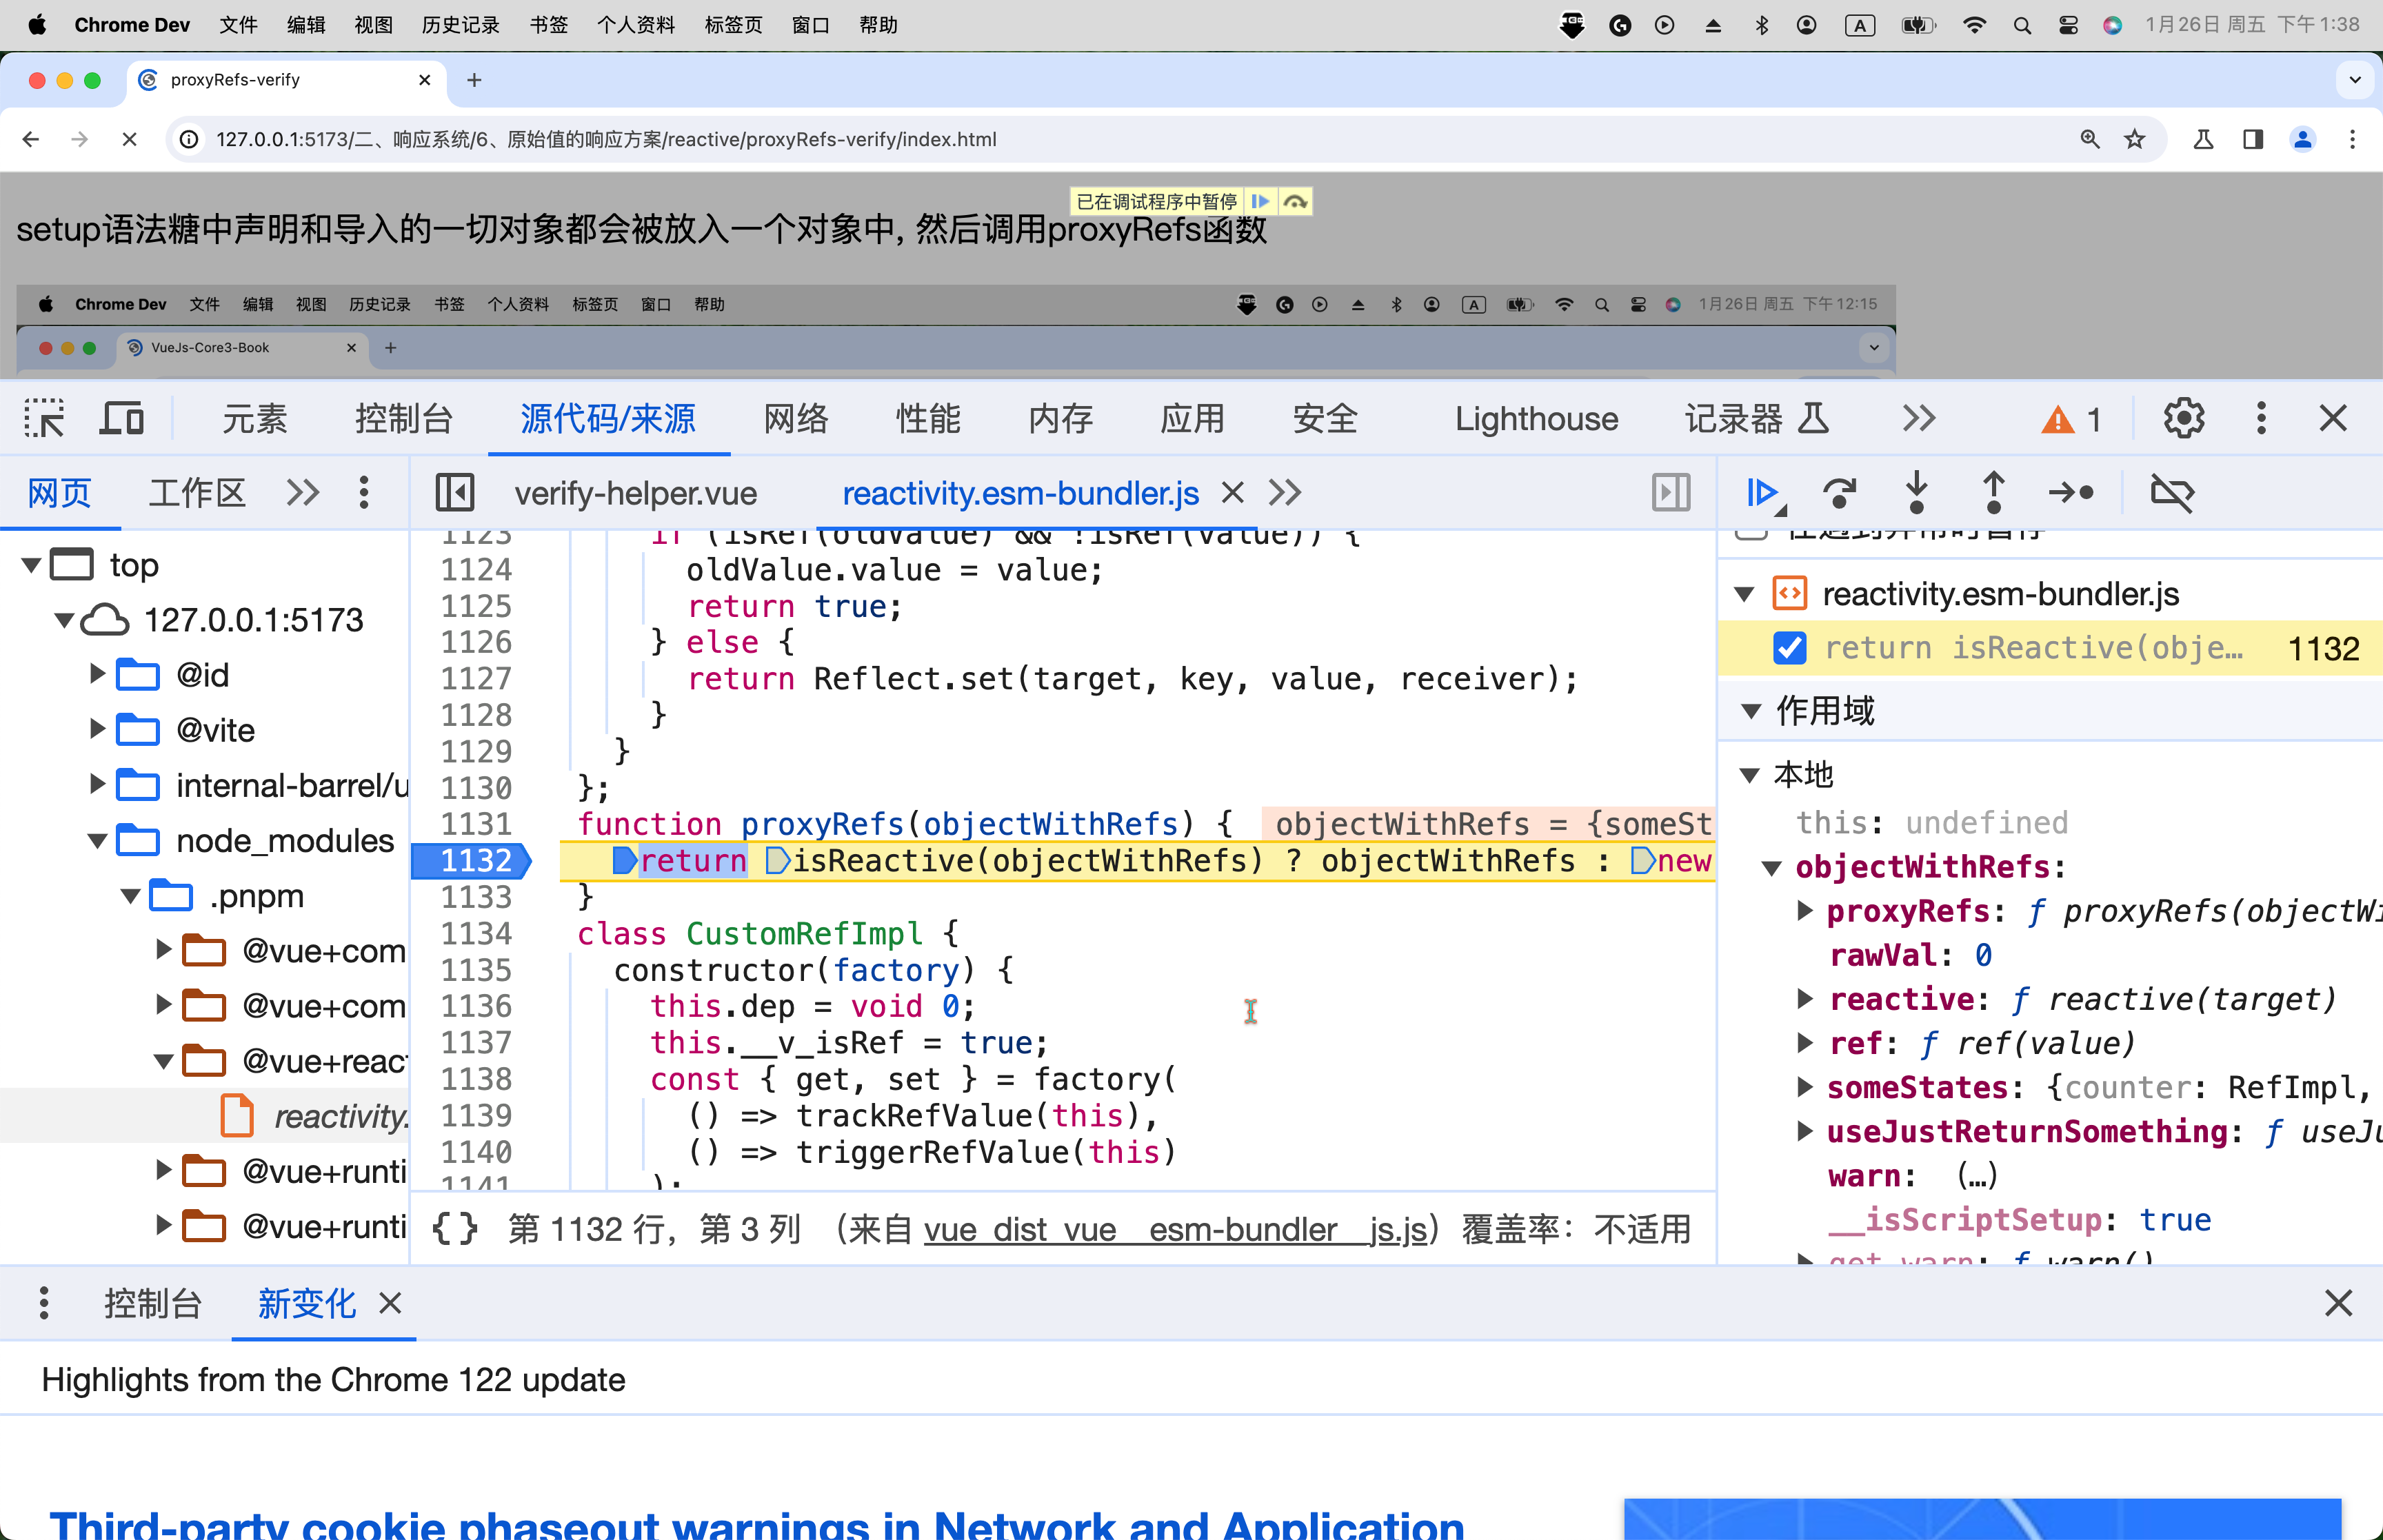 Chrome Dev 文件 编辑 视图 历史记录 书签 个人资料 标签页 窗口 帮助 A 1月26日 周五 下午1:38
proxyRefs-verify
127.0.0.1:5173/二、响应系统/6、原始值的响应方案/reactive/proxyRefs-verify/index.html
已在调试程序中暂停
setup语法糖中声明和导入的一切对象都会被放入一个对象中, 然后调用proxyRefs函数
Chrome Dev 文件 编辑 视图 历史记录 书签 个人资料 标签页 窗口 帮助 A 1月26日 周五 下午12:15
VueJs-Core3-Book
元素 控制台 源代码/来源 网络 性能 内存 应用 安全 Lighthouse 记录器 1
网页 工作区
verify-helper.vue reactivity.esm-bundler.js
top
127.0.0.1:5173
@id
@vite
internal-barrel/u
node_modules
.pnpm
@vue+com
@vue+com
@vue+reac
reactivity.
@vue+runti
@vue+runti
1123 if (isRef(oldValue) && !isRef(value)) {
1124 oldValue.value = value;
1125 return true;
1126 } else {
1127 return Reflect.set(target, key, value, receiver);
1128 }
1129 }
1130 };
1131 function proxyRefs(objectWithRefs) { objectWithRefs = {someSt
1132 return isReactive(objectWithRefs) ? objectWithRefs : new
1133 }
1134 class CustomRefImpl {
1135 constructor(factory) {
1136 this.dep = void 0;
1137 this.__v_isRef = true;
1138 const { get, set } = factory(
1139 () => trackRefValue(this),
1140 () => triggerRefValue(this)
1141 );
{} 第 1132 行，第 3 列 （来自 vue_dist_vue__esm-bundler__js.js）覆盖率：不适用
在遇到异常时暂停
reactivity.esm-bundler.js
return isReactive(obje… 1132
作用域
本地
this: undefined
objectWithRefs:
proxyRefs: ƒ proxyRefs(objectWi
rawVal: 0
reactive: ƒ reactive(target)
ref: ƒ ref(value)
someStates: {counter: RefImpl,
useJustReturnSomething: ƒ useJu
warn: (…)
__isScriptSetup: true
get warn: ƒ warn()
控制台 新变化
Highlights from the Chrome 122 update
Third-party cookie phaseout warnings in Network and Application